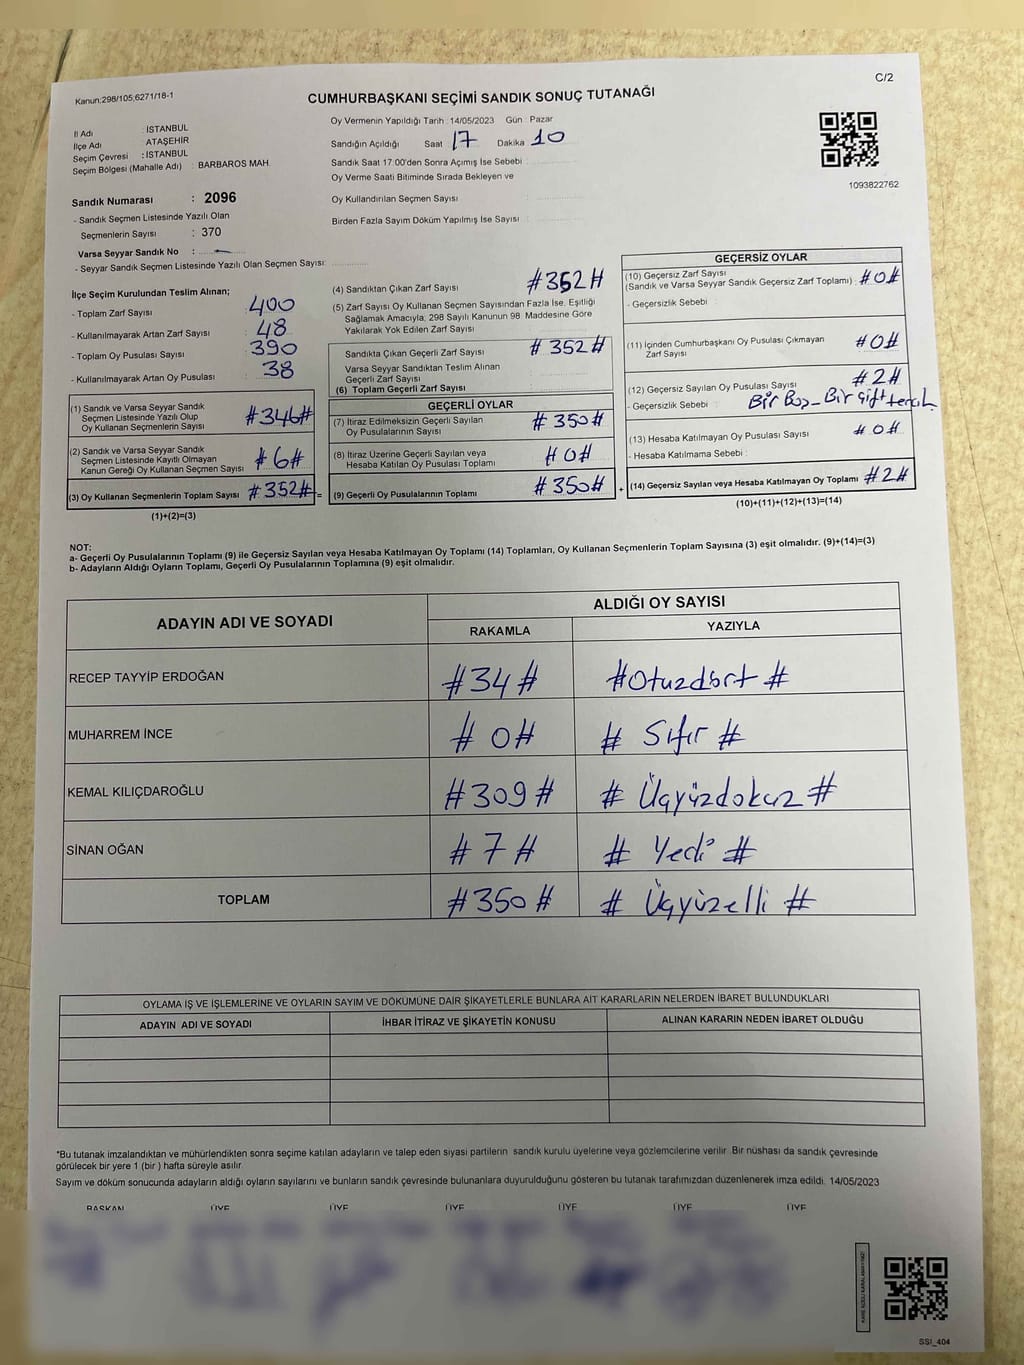 C/2
Kanun;298/105;6271/18-1
CUMHURBAŞKANI SEÇİMİ SANDIK SONUÇ TUTANAĞI
İl Adı : İSTANBUL
İlçe Adı ATAŞEHİR
Seçim Çevresi : İSTANBUL
Seçim Bölgesi (Mahalle Adı) : BARBAROS MAH.
Sandık Numarası : 2096
- Sandık Seçmen Listesinde Yazılı Olan
Seçmenlerin Sayısı : 370
Varsa Seyyar Sandık No :
- Seyyar Sandık Seçmen Listesinde Yazılı Olan Seçmen Sayısı:
Oy Vermenin Yapıldığı Tarih : 14/05/2023 Gün : Pazar
Sandığın Açıldığı Saat 17 Dakika 10
Sandık Saat 17:00'den Sonra Açımış İse Sebebi :
Oy Verme Saati Bitiminde Sırada Bekleyen ve
Oy Kullandırılan Seçmen Sayısı :
Birden Fazla Sayım Döküm Yapılmış İse Sayısı :
1093822762
İlçe Seçim Kurulundan Teslim Alınan;
- Toplam Zarf Sayısı : 400
- Kullanılmayarak Artan Zarf Sayısı : 48
- Toplam Oy Pusulası Sayısı : 390
- Kullanılmayarak Artan Oy Pusulası : 38
(1) Sandık ve Varsa Seyyar Sandık
Seçmen Listesinde Yazılı Olup
Oy Kullanan Seçmenlerin Sayısı #346#
(2) Sandık ve Varsa Seyyar Sandık
Seçmen Listesinde Kayıtlı Olmayan
Kanun Gereği Oy Kullanan Seçmen Sayısı #6#
(3) Oy Kullanan Seçmenlerin Toplam Sayısı #352# =
(1)+(2)=(3)
(4) Sandıktan Çıkan Zarf Sayısı : #352#
(5) Zarf Sayısı Oy Kullanan Seçmen Sayısından Fazla İse, Eşitliği
Sağlamak Amacıyla, 298 Sayılı Kanunun 98. Maddesine Göre
Yakılarak Yok Edilen Zarf Sayısı :
Sandıkta Çıkan Geçerli Zarf Sayısı : #352#
Varsa Seyyar Sandıktan Teslim Alınan
Geçerli Zarf Sayısı :
(6) Toplam Geçerli Zarf Sayısı :
GEÇERLİ OYLAR
(7) İtiraz Edilmeksizin Geçerli Sayılan
Oy Pusulalarının Sayısı #350#
(8) İtiraz Üzerine Geçerli Sayılan veya
Hesaba Katılan Oy Pusulası Toplamı #0#
(9) Geçerli Oy Pusulalarının Toplamı #350# +
GEÇERSİZ OYLAR
(10) Geçersiz Zarf Sayısı
(Sandık ve Varsa Seyyar Sandık Geçersiz Zarf Toplamı) : #0#
- Geçersizlik Sebebi :
(11) İçinden Cumhurbaşkanı Oy Pusulası Çıkmayan
Zarf Sayısı : #0#
(12) Geçersiz Sayılan Oy Pusulası Sayısı : #2#
- Geçersizlik Sebebi : Bir Boş - Bir çift
(13) Hesaba Katılmayan Oy Pusulası Sayısı : #0#
- Hesaba Katılmama Sebebi :
(14) Geçersiz Sayılan veya Hesaba Katılmayan Oy Toplamı #2#
(10)+(11)+(12)+(13)=(14)
NOT:
a- Geçerli Oy Pusulalarının Toplamı (9) ile Geçersiz Sayılan veya Hesaba Katılmayan Oy Toplamı (14) Toplamları, Oy Kullanan Seçmenlerin Toplam Sayısına (3) eşit olmalıdır. (9)+(14)=(3)
b- Adayların Aldığı Oyların Toplamı, Geçerli Oy Pusulalarının Toplamına (9) eşit olmalıdır.
ADAYIN ADI VE SOYADI
ALDIĞI OY SAYISI
RAKAMLA YAZIYLA
RECEP TAYYİP ERDOĞAN #34# #Otuzdört#
MUHARREM İNCE #0# #Sıfır#
KEMAL KILIÇDAROĞLU #309# #Üçyüzdokuz#
SİNAN OĞAN #7# #Yedi#
TOPLAM #350# #Üçyüzelli#
OYLAMA İŞ VE İŞLEMLERİNE VE OYLARIN SAYIM VE DÖKÜMÜNE DAİR ŞİKAYETLERLE BUNLARA AİT KARARLARIN NELERDEN İBARET BULUNDUKLARI
ADAYIN ADI VE SOYADI İHBAR İTİRAZ VE ŞİKAYETİN KONUSU ALINAN KARARIN NEDEN İBARET OLDUĞU
*Bu tutanak imzalandıktan ve mühürlendikten sonra seçime katılan adayların ve talep eden siyasi partilerin sandık kurulu üyelerine veya gözlemcilerine verilir. Bir nüshası da sandık çevresinde
görülecek bir yere 1 (bir ) hafta süreyle asılır.
Sayım ve döküm sonucunda adayların aldığı oyların sayılarını ve bunların sandık çevresinde bulunanlara duyurulduğunu gösteren bu tutanak tarafımızdan düzenlenerek imza edildi. 14/05/2023
BAŞKAN ÜYE ÜYE ÜYE ÜYE ÜYE ÜYE
SSI_404